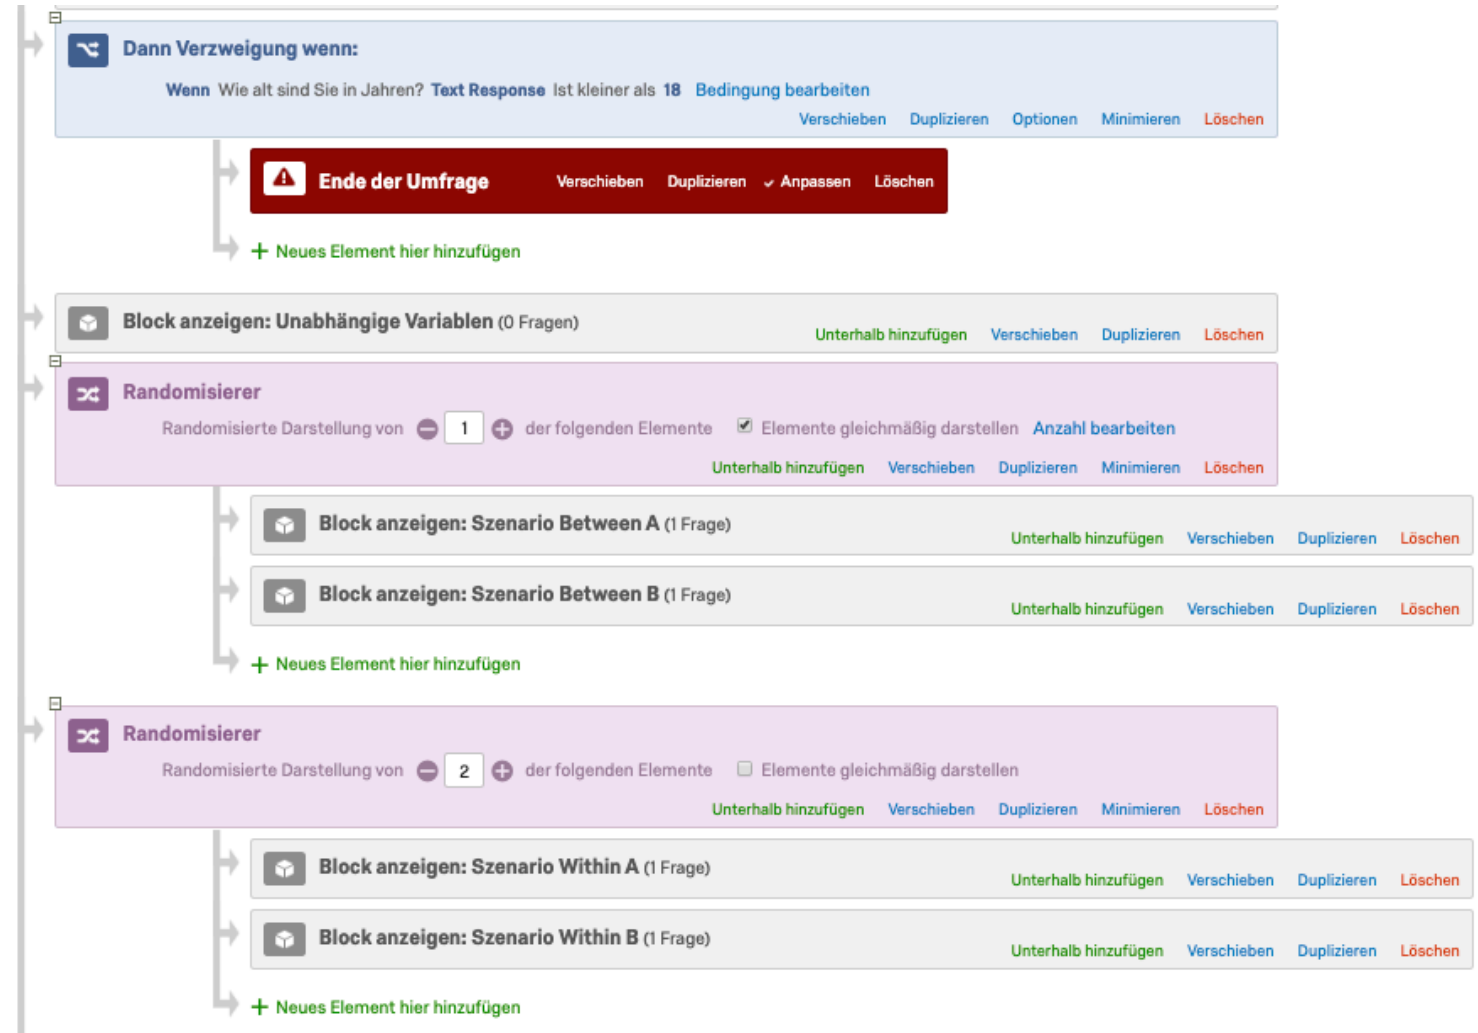 Dann Verzweigung wenn:
Wenn Wie alt sind Sie in Jahren? Text Response Ist kleiner als 18 Bedingung bearbeiten
Verschieben Duplizieren Optionen Minimieren Löschen
Ende der Umfrage Verschieben Duplizieren Anpassen Löschen
+ Neues Element hier hinzufügen
Block anzeigen: Unabhängige Variablen (0 Fragen)
Unterhalb hinzufügen Verschieben Duplizieren Löschen
Randomisierer
Randomisierte Darstellung von 1 der folgenden Elemente Elemente gleichmäßig darstellen Anzahl bearbeiten
Unterhalb hinzufügen Verschieben Duplizieren Minimieren Löschen
Block anzeigen: Szenario Between A (1 Frage)
Unterhalb hinzufügen Verschieben Duplizieren Löschen
Block anzeigen: Szenario Between B (1 Frage)
Unterhalb hinzufügen Verschieben Duplizieren Löschen
+ Neues Element hier hinzufügen
Randomisierer
Randomisierte Darstellung von 2 der folgenden Elemente Elemente gleichmäßig darstellen
Unterhalb hinzufügen Verschieben Duplizieren Minimieren Löschen
Block anzeigen: Szenario Within A (1 Frage)
Unterhalb hinzufügen Verschieben Duplizieren Löschen
Block anzeigen: Szenario Within B (1 Frage)
Unterhalb hinzufügen Verschieben Duplizieren Löschen
+ Neues Element hier hinzufügen